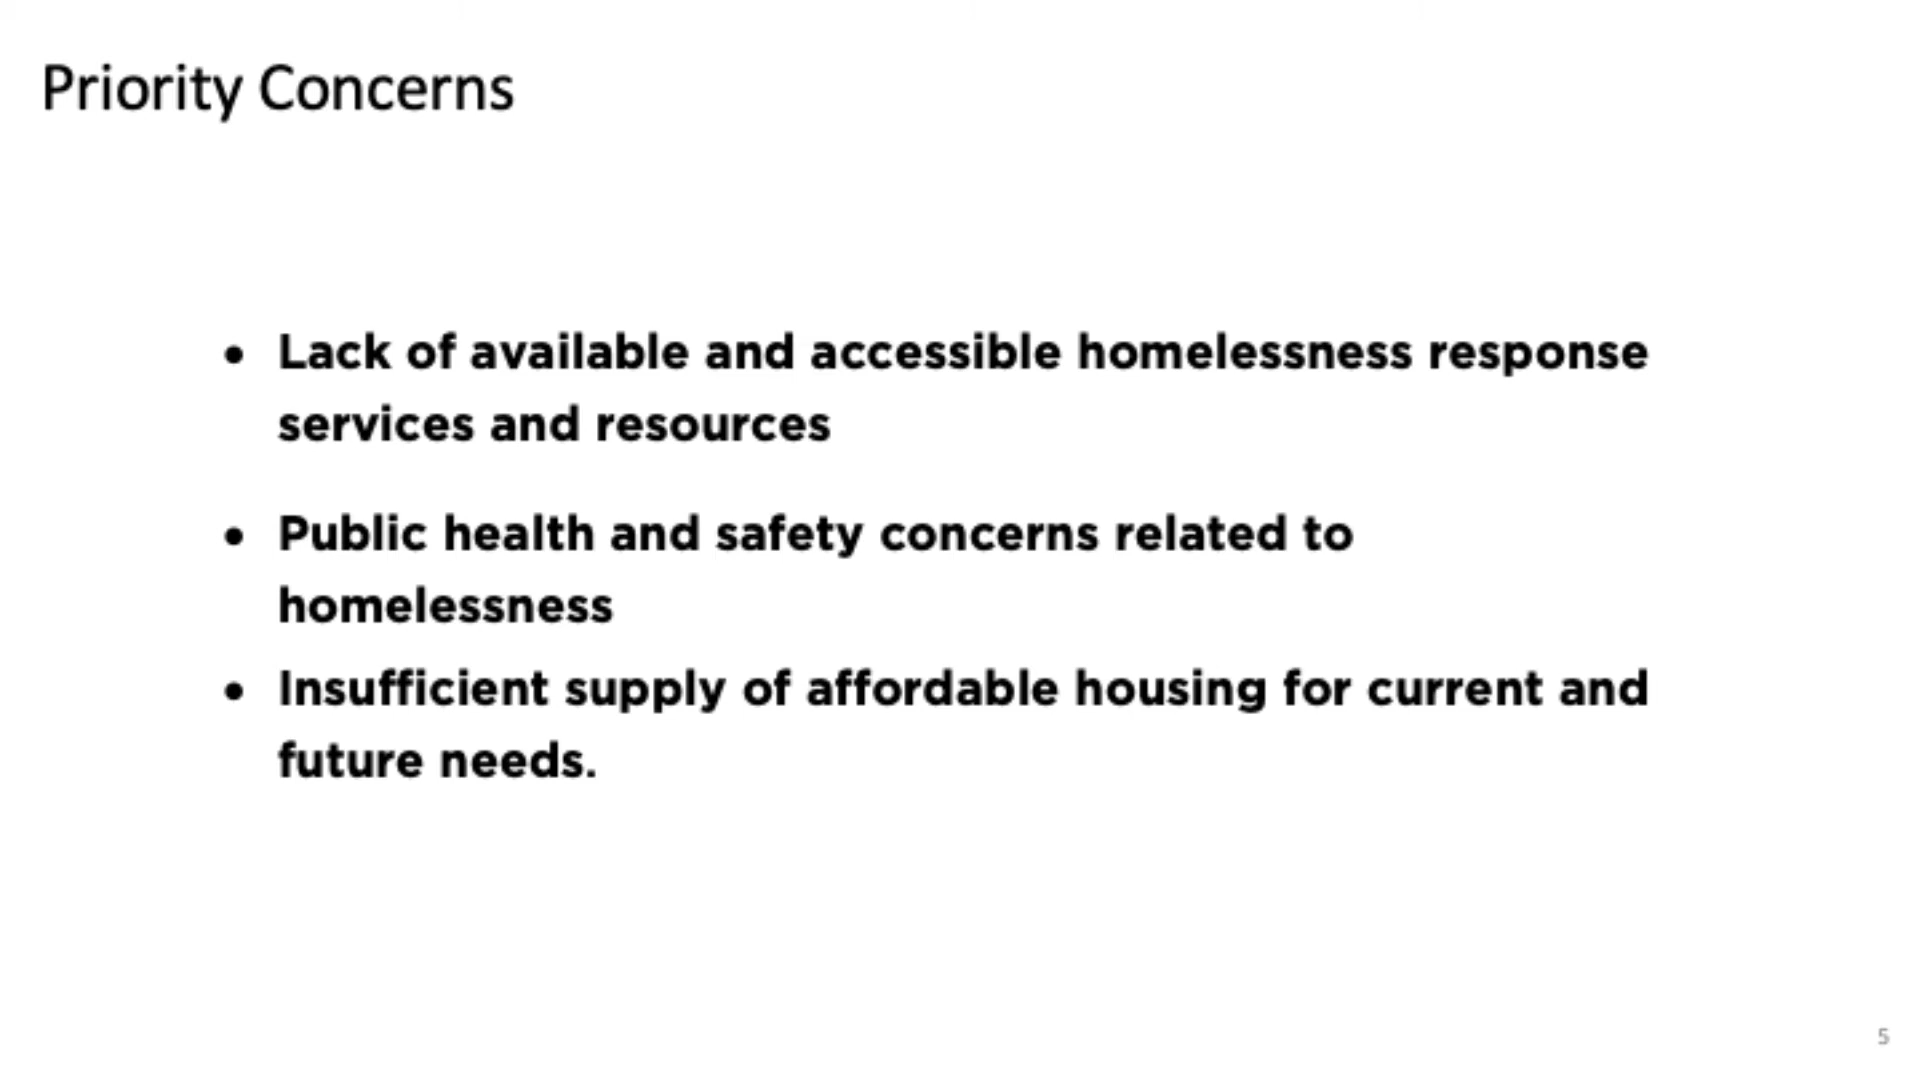 Priority Concerns
• Lack of available and accessible homelessness response
services and resources
• Public health and safety concerns related to
homelessness
• Insufficient supply of affordable housing for current and
future needs.
5